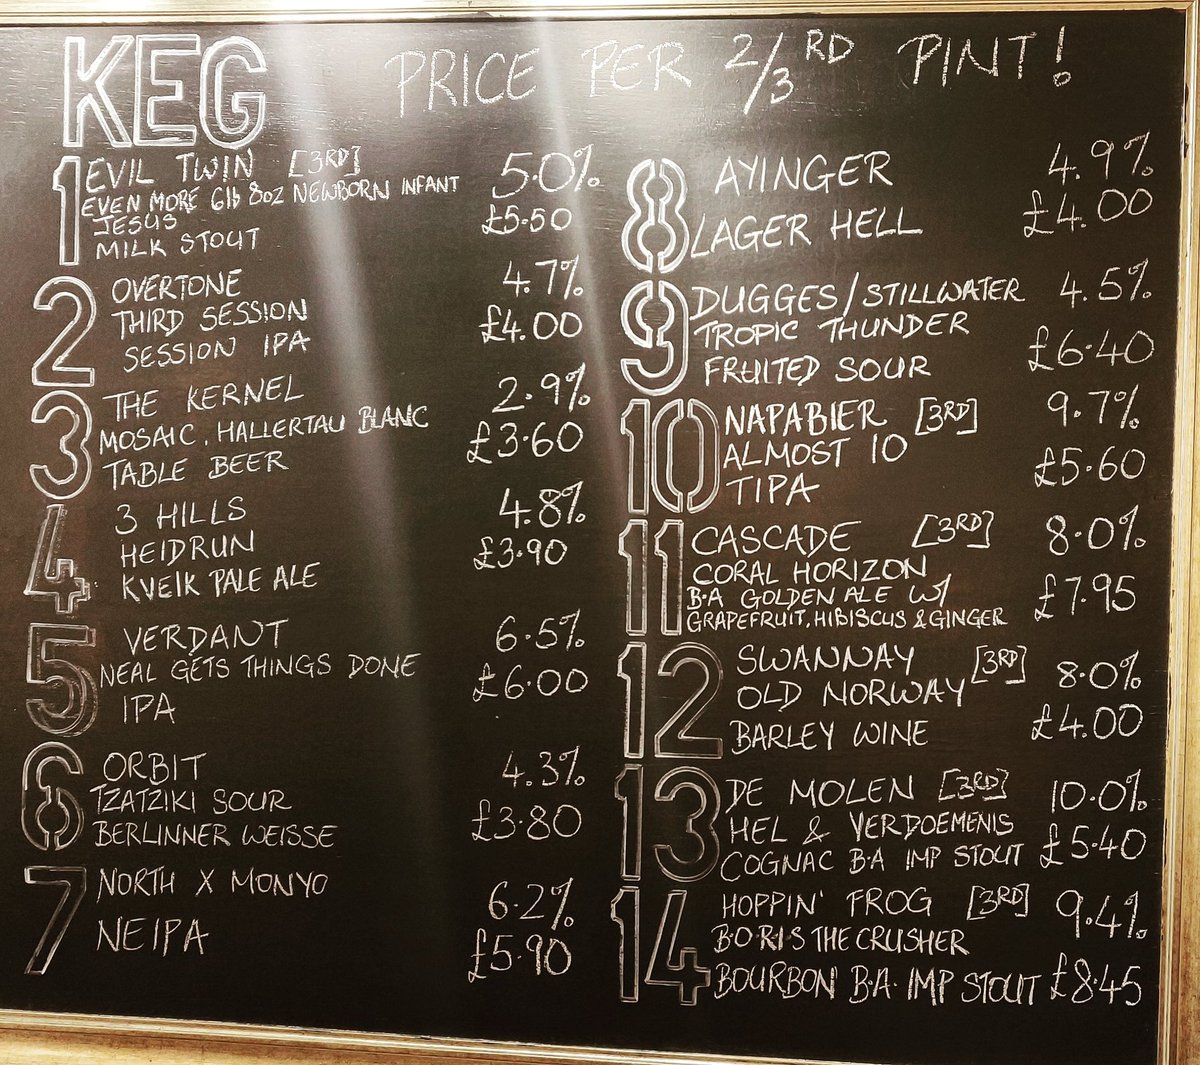 KEG PRICE PER 2/3RD PINT!
1 EVIL TWIN [3RD] 5.0%
EVEN MORE 6lb 8oz NEWBORN INFANT
JESUS £5.50
MILK STOUT
2 OVERTONE 4.7%
THIRD SESSION £4.00
SESSION IPA
3 THE KERNEL 2.9%
MOSAIC, HALLERTAU BLANC £3.60
TABLE BEER
4 3 HILLS 4.8%
HEIDRUN £3.90
KVEIK PALE ALE
5 VERDANT 6.5%
NEAL GETS THINGS DONE £6.00
IPA
6 ORBIT 4.3%
TZATZIKI SOUR £3.80
BERLINNER WEISSE
7 NORTH X MONYO 6.2%
NEIPA £5.90
8 AYINGER 4.9%
LAGER HELL £4.00
9 DUGGES/STILLWATER 4.5%
TROPIC THUNDER £6.40
FRUITED SOUR
10 NAPABIER [3RD] 9.7%
ALMOST 10 £5.60
TIPA
11 CASCADE [3RD] 8.0%
CORAL HORIZON £7.95
B.A GOLDEN ALE W/
GRAPEFRUIT, HIBISCUS & GINGER
12 SWANNAY [3RD] 8.0%
OLD NORWAY £4.00
BARLEY WINE
13 DE MOLEN [3RD] 10.0%
HEL & VERDOEMENIS £5.40
COGNAC B.A IMP STOUT
14 HOPPIN' FROG [3RD] 9.4%
B.O.R.I.S THE CRUSHER
BOURBON B.A. IMP STOUT £8.45